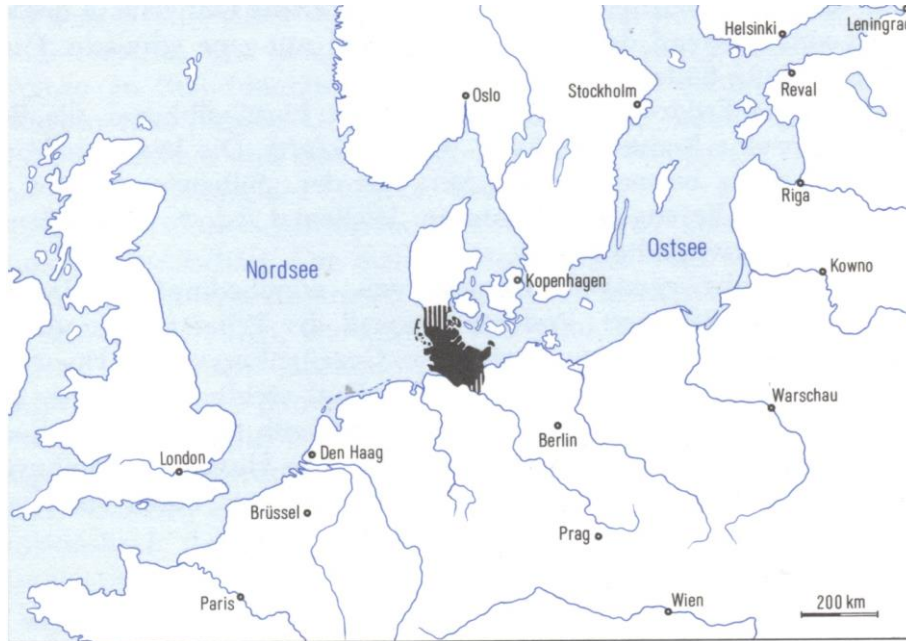 Helsinki
Leningrad
Reval
Oslo
Stockholm
Riga
Nordsee
Ostsee
Kopenhagen
Kowno
Warschau
Berlin
London
Den Haag
Brüssel
Prag
Paris
Wien
200 km